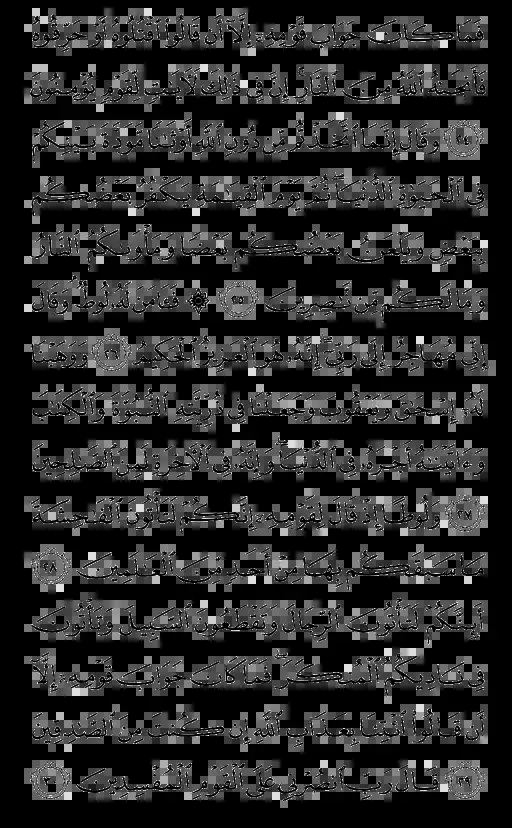 فَمَا كَانَ جَوَابَ قَوْمِهِۦٓ إِلَّآ أَن قَالُوا۟ ٱقْتُلُوهُ أَوْ حَرِّقُوهُ
فَأَنجَىٰهُ ٱللَّهُ مِنَ ٱلنَّارِ إِنَّ فِى ذَٰلِكَ لَءَايَٰتٍ لِّقَوْمٍ يُؤْمِنُونَ
٢٤ وَقَالَ إِنَّمَا ٱتَّخَذْتُم مِّن دُونِ ٱللَّهِ أَوْثَٰنًا مَّوَدَّةَ بَيْنِكُمْ
فِى ٱلْحَيَوٰةِ ٱلدُّنْيَا ثُمَّ يَوْمَ ٱلْقِيَٰمَةِ يَكْفُرُ بَعْضُكُم
بِبَعْضٍ وَيَلْعَنُ بَعْضُكُم بَعْضًا وَمَأْوَىٰكُمُ ٱلنَّارُ
وَمَا لَكُم مِّن نَّٰصِرِينَ ٢٥ ۞ فَـَٔامَنَ لَهُۥ لُوطٌ وَقَالَ
إِنِّى مُهَاجِرٌ إِلَىٰ رَبِّىٓ إِنَّهُۥ هُوَ ٱلْعَزِيزُ ٱلْحَكِيمُ ٢٦ وَوَهَبْنَا
لَهُۥٓ إِسْحَٰقَ وَيَعْقُوبَ وَجَعَلْنَا فِى ذُرِّيَّتِهِ ٱلنُّبُوَّةَ وَٱلْكِتَٰبَ
وَءَاتَيْنَٰهُ أَجْرَهُۥ فِى ٱلدُّنْيَا وَإِنَّهُۥ فِى ٱلْءَاخِرَةِ لَمِنَ ٱلصَّٰلِحِينَ
٢٧ وَلُوطًا إِذْ قَالَ لِقَوْمِهِۦٓ إِنَّكُمْ لَتَأْتُونَ ٱلْفَٰحِشَةَ
مَا سَبَقَكُم بِهَا مِنْ أَحَدٍ مِّنَ ٱلْعَٰلَمِينَ ٢٨
أَئِنَّكُمْ لَتَأْتُونَ ٱلرِّجَالَ وَتَقْطَعُونَ ٱلسَّبِيلَ وَتَأْتُونَ
فِى نَادِيكُمُ ٱلْمُنكَرَ فَمَا كَانَ جَوَابَ قَوْمِهِۦٓ إِلَّآ
أَن قَالُوا۟ ٱئْتِنَا بِعَذَابِ ٱللَّهِ إِن كُنتَ مِنَ ٱلصَّٰدِقِينَ
٢٩ قَالَ رَبِّ ٱنصُرْنِى عَلَى ٱلْقَوْمِ ٱلْمُفْسِدِينَ ٣٠